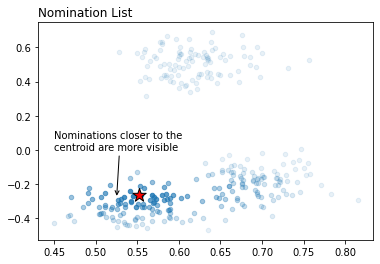 Nomination List
0.6
0.4
0.2
0.0
−0.2
−0.4
Nominations closer to the
centroid are more visible
0.45 0.50 0.55 0.60 0.65 0.70 0.75 0.80